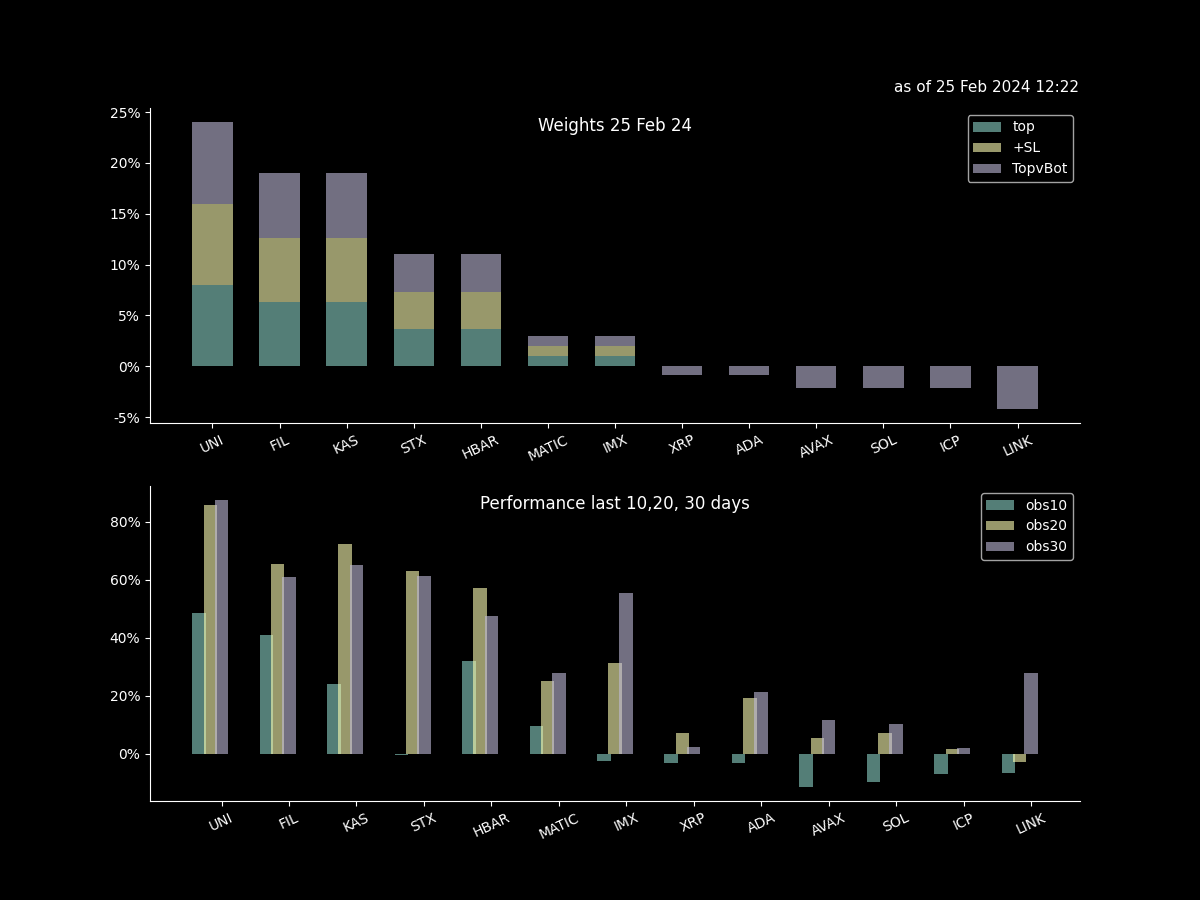 as of 25 Feb 2024 12:22
Weights 25 Feb 24
top
+SL
TopvBot
25%
20%
15%
10%
5%
0%
-5%
UNI FIL KAS STX HBAR MATIC IMX XRP ADA AVAX SOL ICP LINK
Performance last 10,20, 30 days
obs10
obs20
obs30
80%
60%
40%
20%
0%
UNI FIL KAS STX HBAR MATIC IMX XRP ADA AVAX SOL ICP LINK